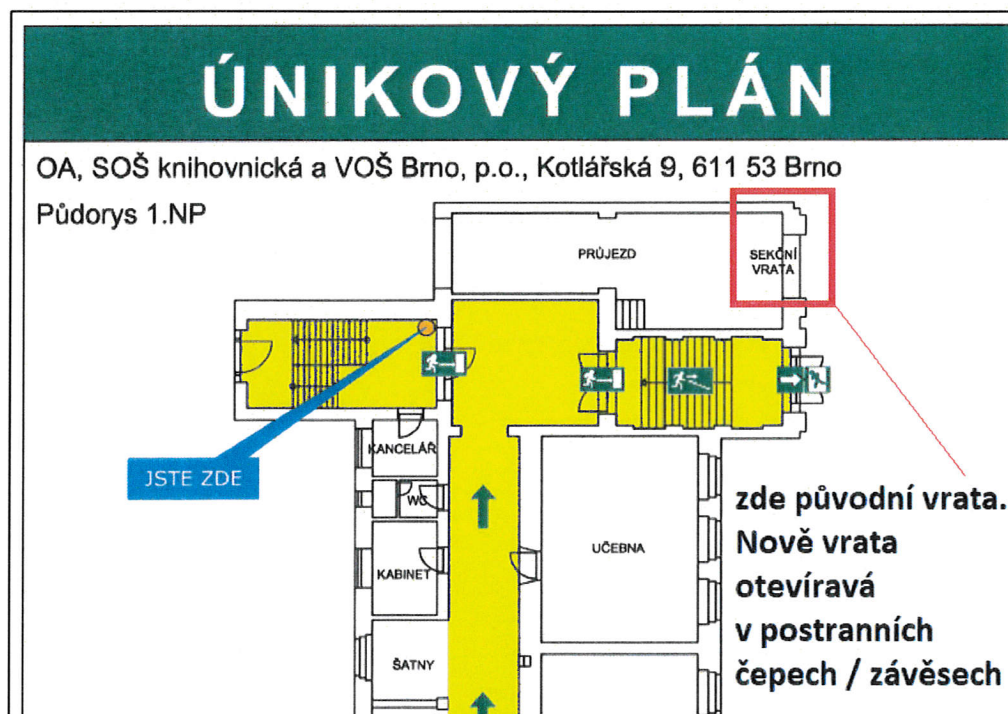 ÚNIKOVÝ PLÁN
OA, SOŠ knihovnická a VOŠ Brno, p.o., Kotlářská 9, 611 53 Brno
Půdorys 1.NP
PRŮJEZD
SEKČNÍ
VRATA
KANCELÁŘ
JSTE ZDE
WC
zde původní vrata.
Nově vrata
otevíravá
v postranních
čepech / závěsech
UČEBNA
KABINET
ŠATNY